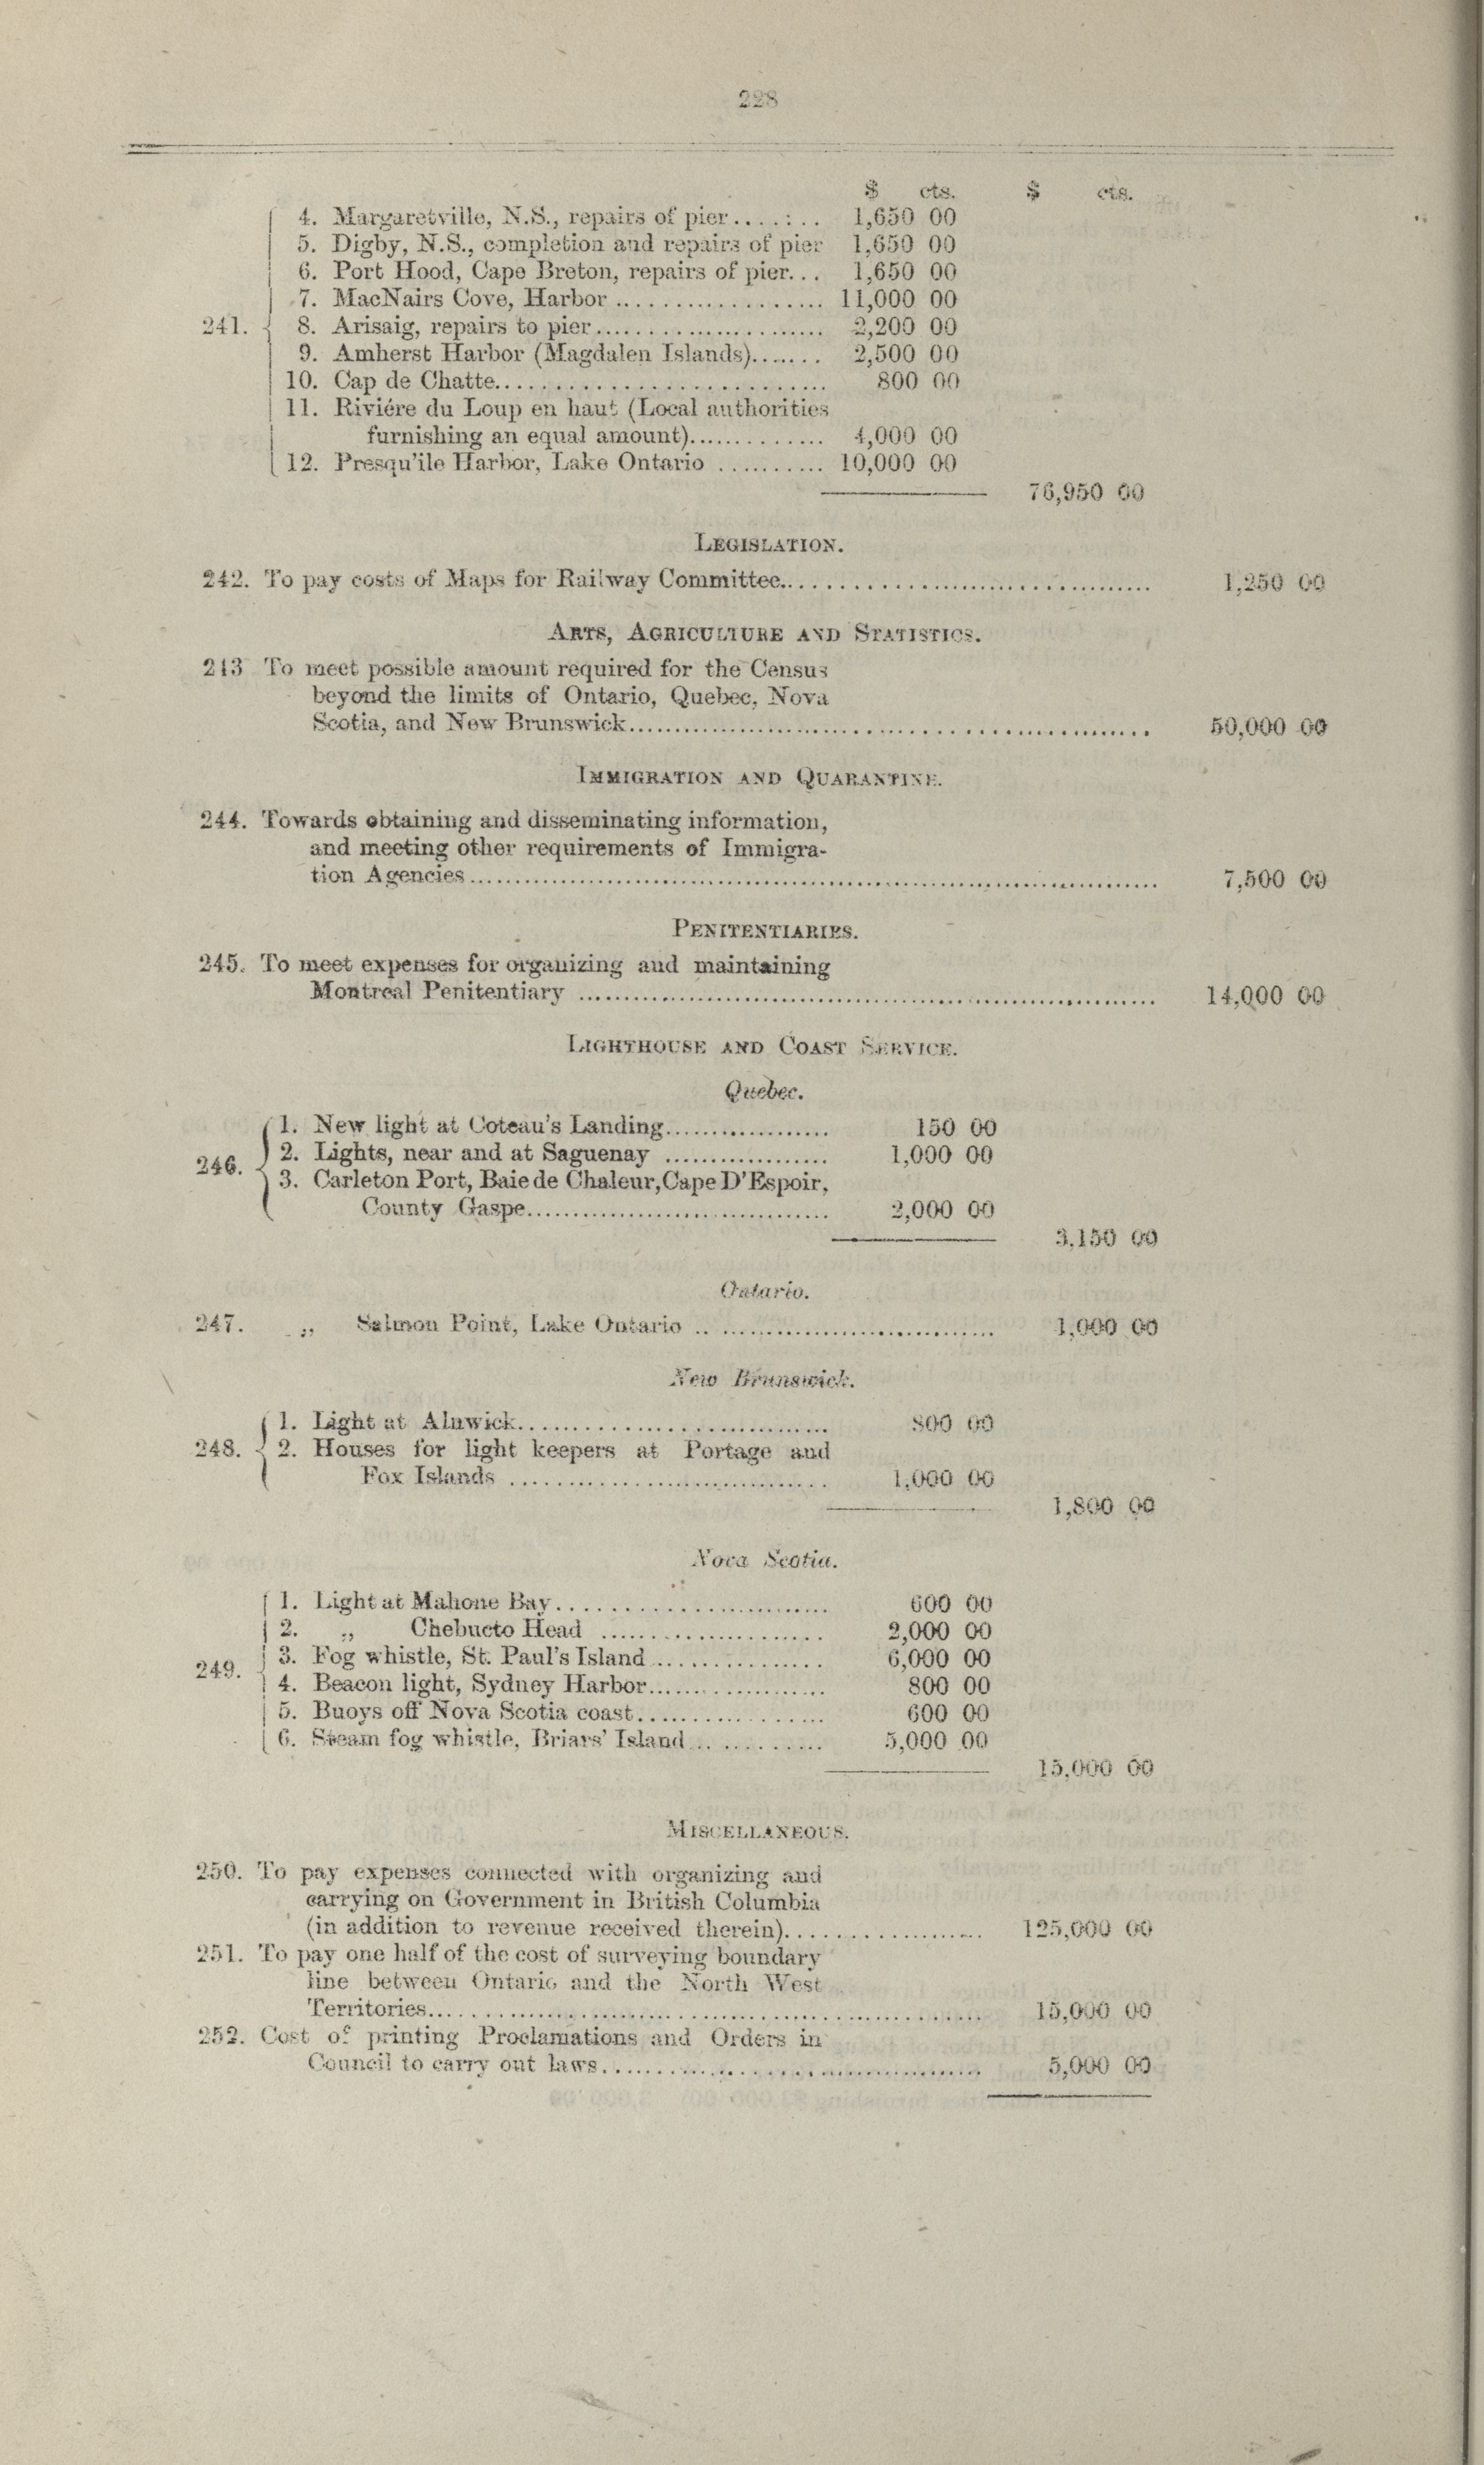 228
$ cts. $ cts.
4. Margaretville, N.S., repairs of pier....:.. 1,650 00
5. Digby, N.S., completion and repairs of pier 1,650 00
6. Port Hood, Cape Breton, repairs of pier... 1,650 00
7. MacNairs Cove, Harbor .................. 11,000 00
241. 8. Arisaig, repairs to pier...................... 2,200 00
9. Amherst Harbor (Magdalen Islands)....... 2,500 00
10. Cap de Chatte............................ 800 00
11. Riviére du Loup en haut (Local authorities
furnishing an equal amount)............. 4,000 00
12. Presqu'ile Harbor, Lake Ontario .......... 10,000 00
76,950 00
LEGISLATION.
242. To pay costs of Maps for Railway Committee.................................... 1,250 00
ARTS, AGRICULTURE AND STATISTICS.
243 To meet possible amount required for the Census
beyond the limits of Ontario, Quebec, Nova
Scotia, and New Brunswick.................................................. 50,000 00
IMMIGRATION AND QUARANTINE.
244. Towards obtaining and disseminating information,
and meeting other requirements of Immigra-
tion Agencies.............................................................. 7,500 00
PENITENTIARIES.
245. To meet expenses for organizing and maintaining
Montreal Penitentiary ...................................................... 14,000 00
LIGHTHOUSE AND COAST SERVICE.
Quebec.
1. New light at Coteau's Landing.................. 150 00
246. 2. Lights, near and at Saguenay .................. 1,000 00
3. Carleton Port, Baie de Chaleur, Cape D'Espoir,
County Gaspe................................ 2,000 00
3,150 00
Ontario.
247. ,, Salmon Point, Lake Ontario .. ............................. 1,000 00
New Brunswick.
1. Light at Alnwick............................... 800 00
248. 2. Houses for light keepers at Portage and
Fox Islands ................................ 1,000 00
1,800 00
Nova Scotia.
1. Light at Mahone Bay........................... 600 00
2. ,, Chebucto Head ...................... 2,000 00
249. 3. Fog whistle, St. Paul's Island ................ 6,000 00
4. Beacon light, Sydney Harbor.................. 800 00
5. Buoys off Nova Scotia coast................... 600 00
6. Steam fog whistle, Briars' Island ............. 5,000 00
15,000 00
MISCELLANEOUS.
250. To pay expenses connected with organizing and
carrying on Government in British Columbia
(in addition to revenue received therein).................... 125,000 00
251. To pay one half of the cost of surveying boundary
line between Ontario and the North West
Territories....................................................... 15,000 00
252. Cost of printing Proclamations and Orders in
Council to carry out laws...................................... 5,000 00